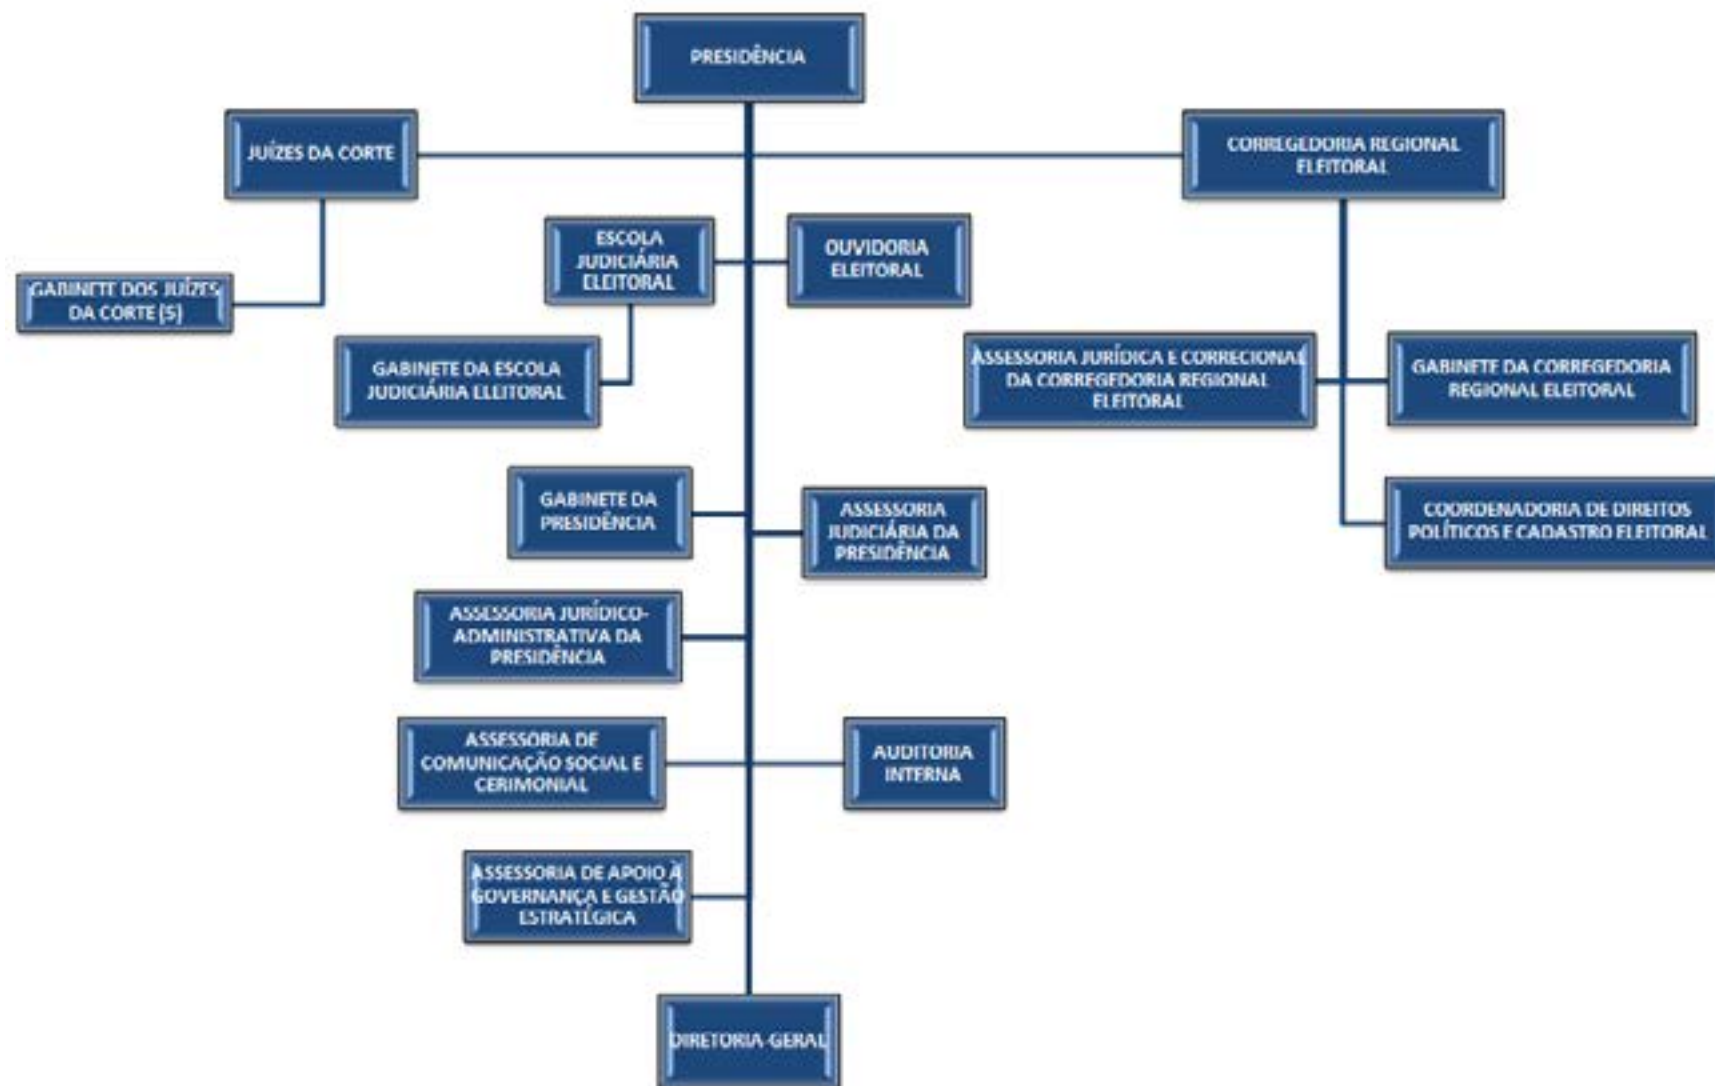 PRESIDÊNCIA
JUÍZES DA CORTE
CORREGEDORIA REGIONAL
ELEITORAL
ESCOLA
JUDICIÁRIA
ELEITORAL
OUVIDORIA
ELEITORAL
GABINETE DOS JUÍZES
DA CORTE (5)
GABINETE DA ESCOLA
JUDICIÁRIA ELEITORAL
ASSESSORIA JURÍDICA E CORRECIONAL
DA CORREGEDORIA REGIONAL
ELEITORAL
GABINETE DA CORREGEDORIA
REGIONAL ELEITORAL
GABINETE DA
PRESIDÊNCIA
ASSESSORIA
JUDICIÁRIA DA
PRESIDÊNCIA
COORDENADORIA DE DIREITOS
POLÍTICOS E CADASTRO ELEITORAL
ASSESSORIA JURÍDICO-
ADMINISTRATIVA DA
PRESIDÊNCIA
ASSESSORIA DE
COMUNICAÇÃO SOCIAL E
CERIMONIAL
AUDITORIA
INTERNA
ASSESSORIA DE APOIO À
GOVERNANÇA E GESTÃO
ESTRATÉGICA
DIRETORIA-GERAL